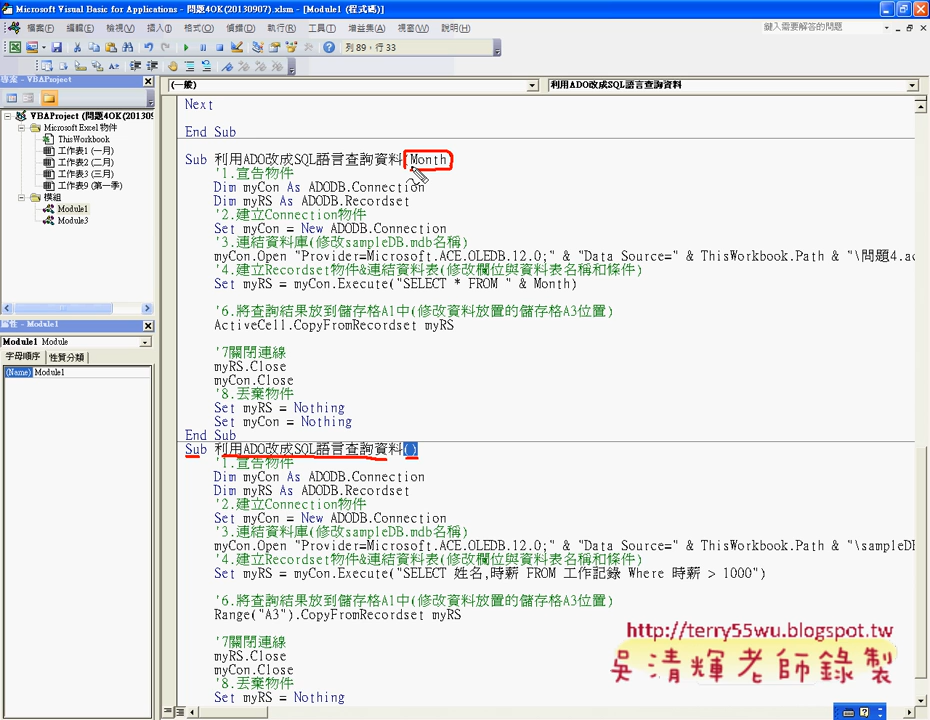 Microsoft Visual Basic for Applications - 問題4OK(20130907).xlsm - [Module1 (程式碼)]
檔案(F) 編輯(E) 檢視(V) 插入(I) 格式(O) 偵錯(D) 執行(R) 工具(T) 增益集(A) 視窗(W) 說明(H)
鍵入需要解答的問題
列 89，行 33
專案 - VBAProject
VBAProject (問題4OK(201309
Microsoft Excel 物件
ThisWorkbook
工作表1 (一月)
工作表2 (二月)
工作表3 (三月)
工作表9 (第一季)
模組
Module1
Module3
屬性 - Module1
Module1 Module
字母順序 性質分類
(Name) Module1
(一般)
利用ADO改成SQL語言查詢資料
Next
End Sub
Sub 利用ADO改成SQL語言查詢資料(Month)
'1.宣告物件
Dim myCon As ADODB.Connection
Dim myRS As ADODB.Recordset
'2.建立Connection物件
Set myCon = New ADODB.Connection
'3.連結資料庫(修改sampleDB.mdb名稱)
myCon.Open "Provider=Microsoft.ACE.OLEDB.12.0;" & "Data Source=" & ThisWorkbook.Path & "\問題4.ac
'4.建立Recordset物件&連結資料表(修改欄位與資料表名稱和條件)
Set myRS = myCon.Execute("SELECT * FROM " & Month)
'6.將查詢結果放到儲存格A1中(修改資料放置的儲存格A3位置)
ActiveCell.CopyFromRecordset myRS
'7關閉連線
myRS.Close
myCon.Close
'8.丟棄物件
Set myRS = Nothing
Set myCon = Nothing
End Sub
Sub 利用ADO改成SQL語言查詢資料()
'1.宣告物件
Dim myCon As ADODB.Connection
Dim myRS As ADODB.Recordset
'2.建立Connection物件
Set myCon = New ADODB.Connection
'3.連結資料庫(修改sampleDB.mdb名稱)
myCon.Open "Provider=Microsoft.ACE.OLEDB.12.0;" & "Data Source=" & ThisWorkbook.Path & "\sampleDB
'4.建立Recordset物件&連結資料表(修改欄位與資料表名稱和條件)
Set myRS = myCon.Execute("SELECT 姓名,時薪 FROM 工作記錄 Where 時薪 > 1000")
'6.將查詢結果放到儲存格A1中(修改資料放置的儲存格A3位置)
Range("A3").CopyFromRecordset myRS
'7關閉連線
myRS.Close
myCon.Close
'8.丟棄物件
Set myRS = Nothing
http://terry55wu.blogspot.tw
吳清輝老師錄製